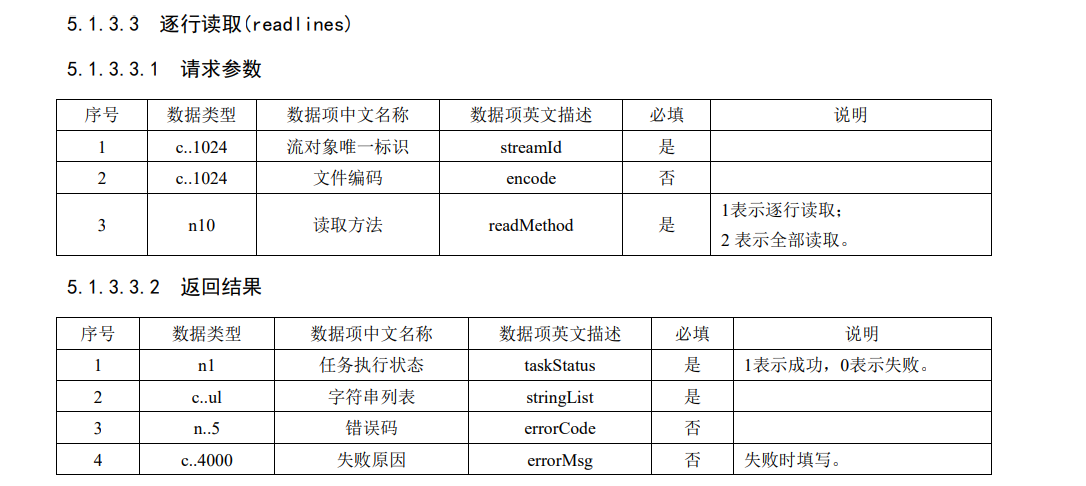 5.1.3.3 逐行读取(readlines)
5.1.3.3.1 请求参数
序号 数据类型 数据项中文名称 数据项英文描述 必填 说明
1 c..1024 流对象唯一标识 streamId 是
2 c..1024 文件编码 encode 否
3 n10 读取方法 readMethod 是 1表示逐行读取；
2 表示全部读取。
5.1.3.3.2 返回结果
序号 数据类型 数据项中文名称 数据项英文描述 必填 说明
1 n1 任务执行状态 taskStatus 是 1表示成功，0表示失败。
2 c..ul 字符串列表 stringList 是
3 n..5 错误码 errorCode 否
4 c..4000 失败原因 errorMsg 否 失败时填写。